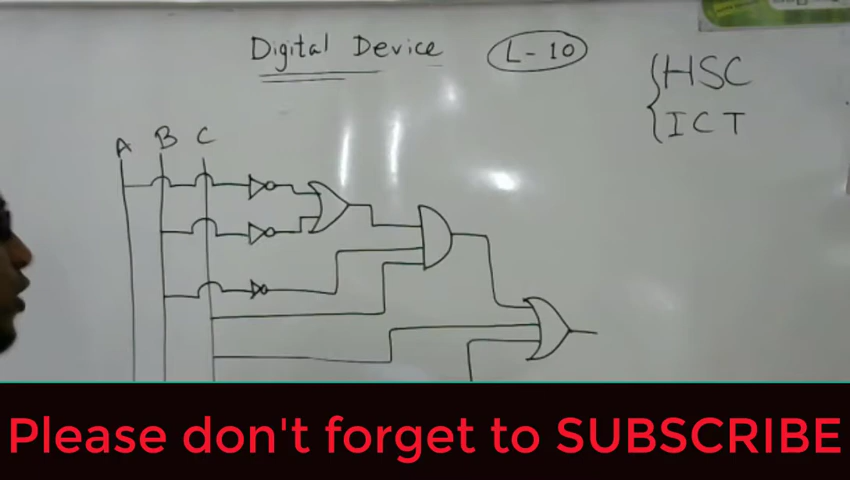 Digital Device
L-10
HSC
ICT
A B C
Please don't forget to SUBSCRIBE